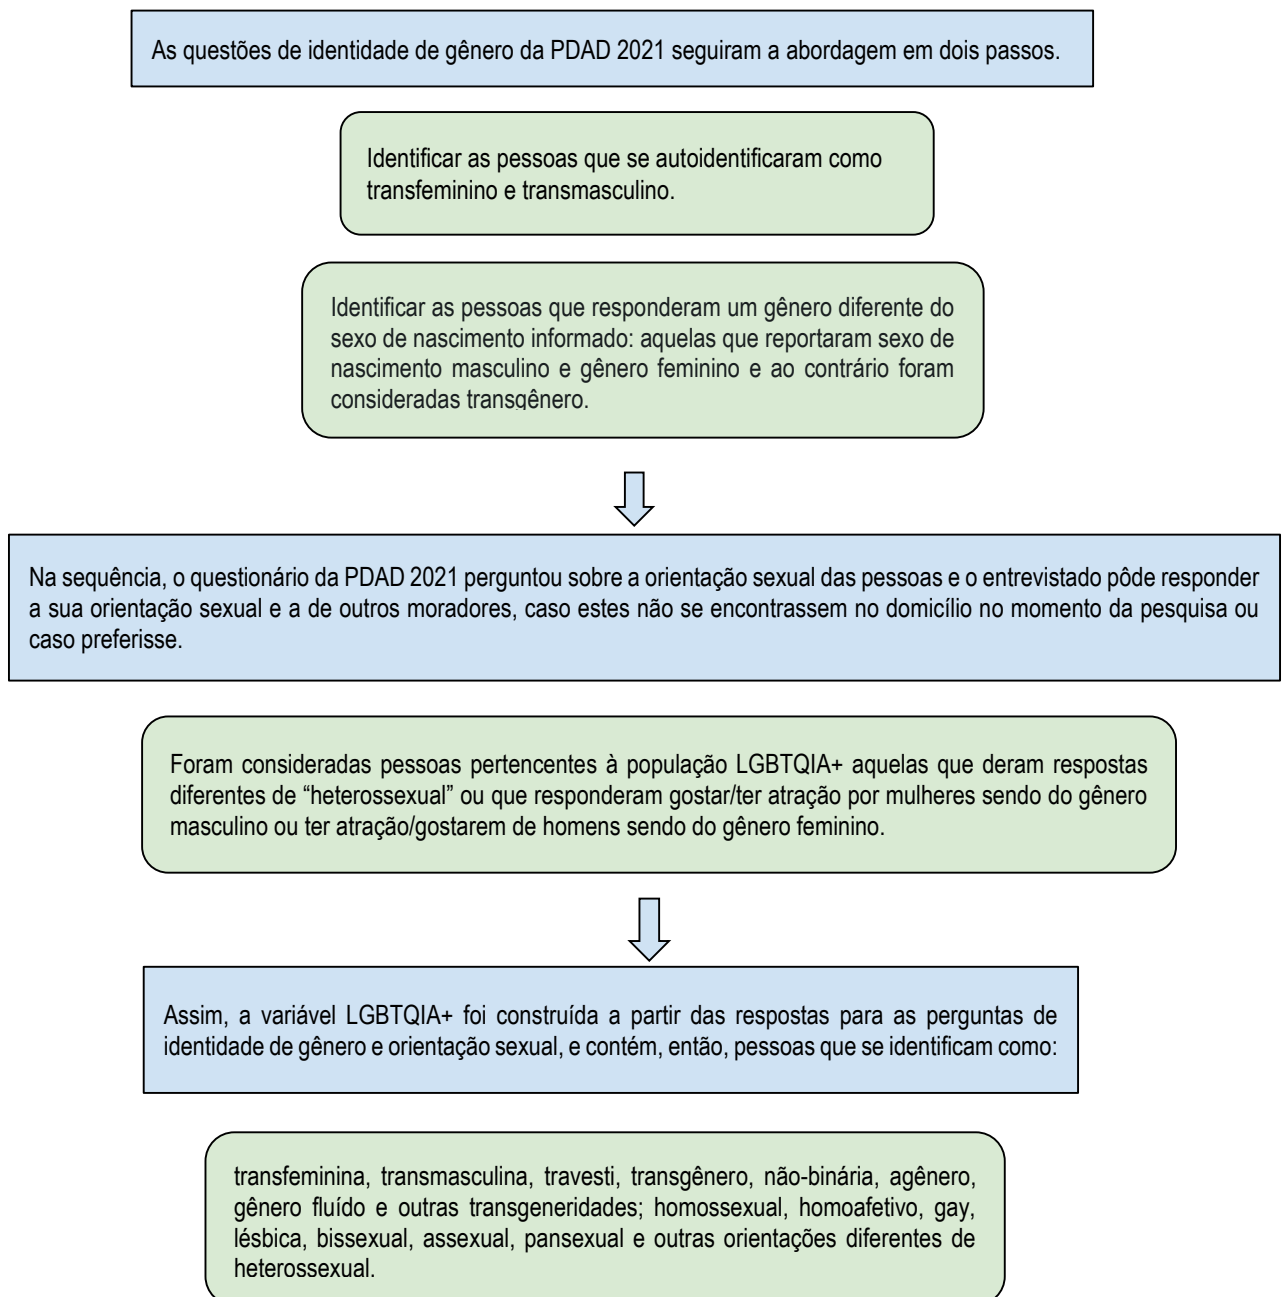 As questões de identidade de gênero da PDAD 2021 seguiram a abordagem em dois passos.
Identificar as pessoas que se autoidentificaram como
transfeminino e transmasculino.
Identificar as pessoas que responderam um gênero diferente do
sexo de nascimento informado: aquelas que reportaram sexo de
nascimento masculino e gênero feminino e ao contrário foram
consideradas transgênero.
Na sequência, o questionário da PDAD 2021 perguntou sobre a orientação sexual das pessoas e o entrevistado pôde responder
a sua orientação sexual e a de outros moradores, caso estes não se encontrassem no domicílio no momento da pesquisa ou
caso preferisse.
Foram consideradas pessoas pertencentes à população LGBTQIA+ aquelas que deram respostas
diferentes de “heterossexual” ou que responderam gostar/ter atração por mulheres sendo do gênero
masculino ou ter atração/gostarem de homens sendo do gênero feminino.
Assim, a variável LGBTQIA+ foi construída a partir das respostas para as perguntas de
identidade de gênero e orientação sexual, e contém, então, pessoas que se identificam como:
transfeminina, transmasculina, travesti, transgênero, não-binária, agênero,
gênero fluído e outras transgeneridades; homossexual, homoafetivo, gay,
lésbica, bissexual, assexual, pansexual e outras orientações diferentes de
heterossexual.